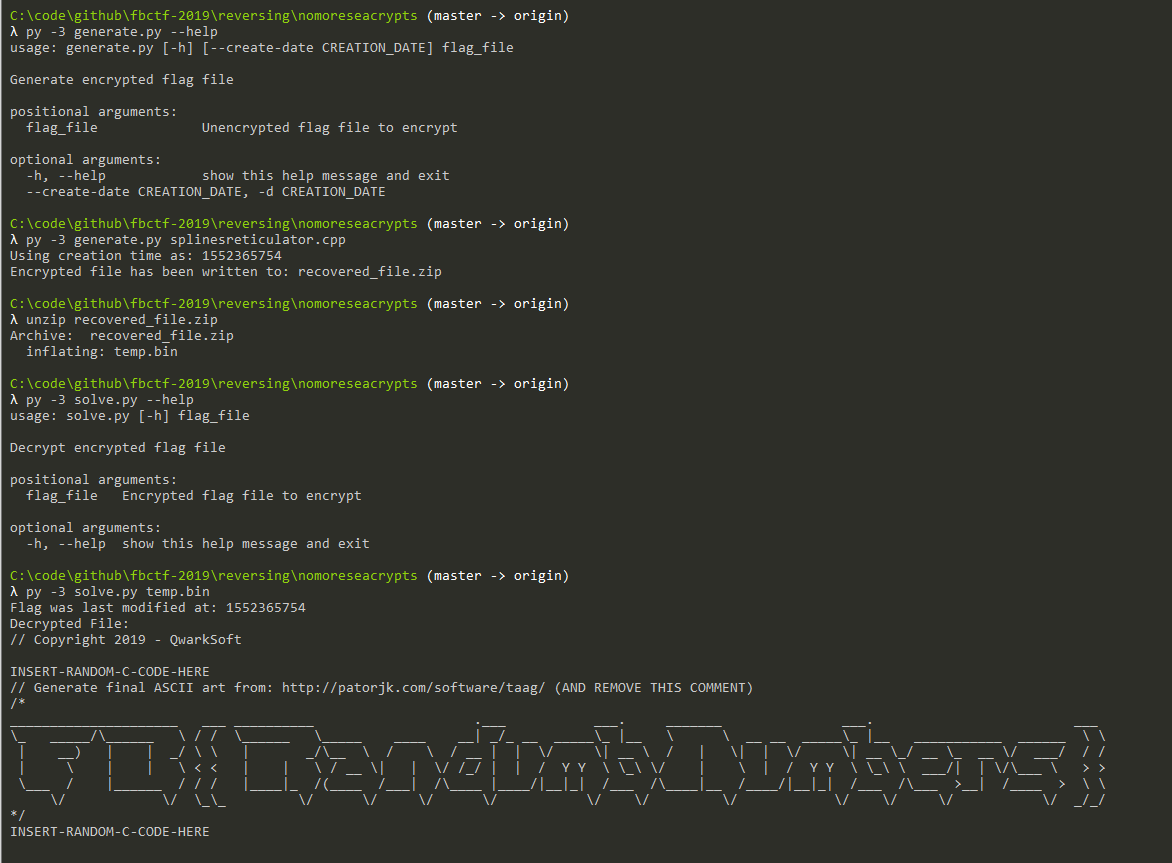 C:\code\github\fbctf-2019\reversing\nomoreseacrypts (master -> origin)
λ py -3 generate.py --help
usage: generate.py [-h] [--create-date CREATION_DATE] flag_file
Generate encrypted flag file
positional arguments:
flag_file Unencrypted flag file to encrypt
optional arguments:
-h, --help show this help message and exit
--create-date CREATION_DATE, -d CREATION_DATE
C:\code\github\fbctf-2019\reversing\nomoreseacrypts (master -> origin)
λ py -3 generate.py splinesreticulator.cpp
Using creation time as: 1552365754
Encrypted file has been written to: recovered_file.zip
C:\code\github\fbctf-2019\reversing\nomoreseacrypts (master -> origin)
λ unzip recovered_file.zip
Archive: recovered_file.zip
inflating: temp.bin
C:\code\github\fbctf-2019\reversing\nomoreseacrypts (master -> origin)
λ py -3 solve.py --help
usage: solve.py [-h] flag_file
Decrypt encrypted flag file
positional arguments:
flag_file Encrypted flag file to encrypt
optional arguments:
-h, --help show this help message and exit
C:\code\github\fbctf-2019\reversing\nomoreseacrypts (master -> origin)
λ py -3 solve.py temp.bin
Flag was last modified at: 1552365754
Decrypted File:
// Copyright 2019 - QwarkSoft
INSERT-RANDOM-C-CODE-HERE
// Generate final ASCII art from: http://patorjk.com/software/taag/ (AND REMOVE THIS COMMENT)
/*
*/
INSERT-RANDOM-C-CODE-HERE